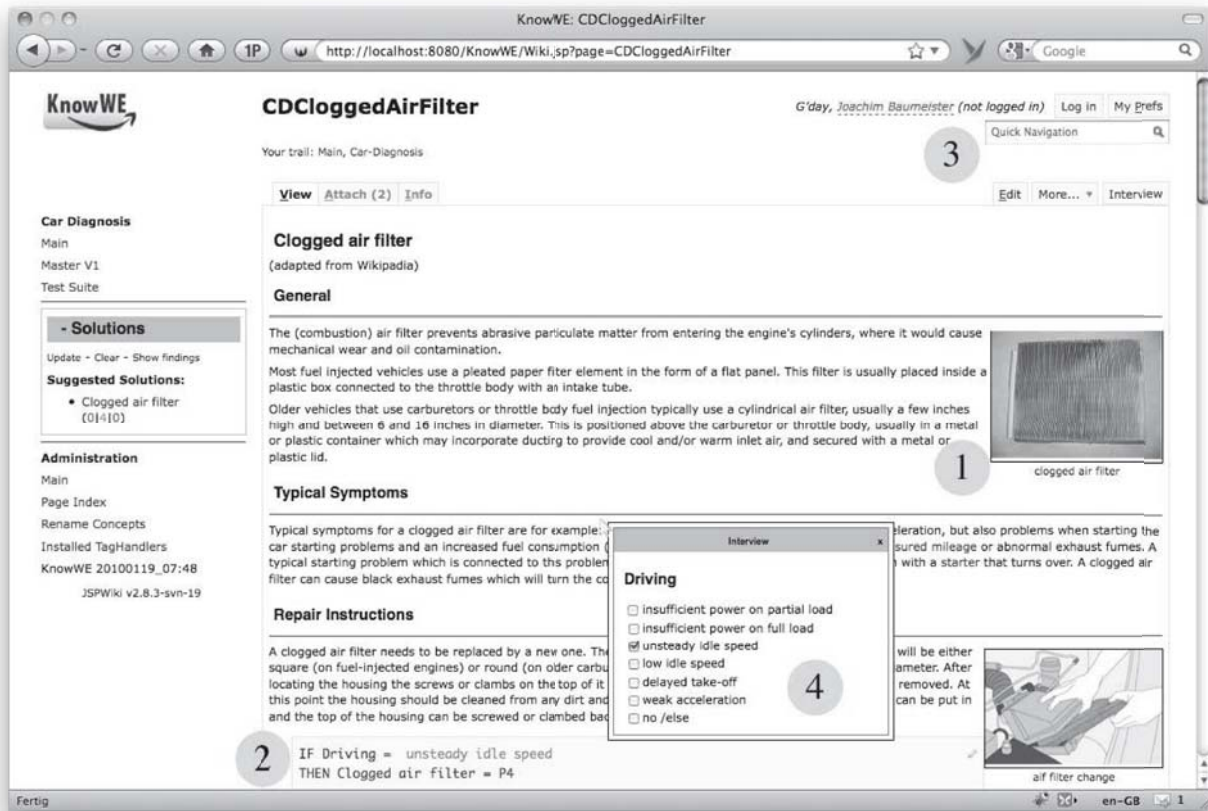 KnowWE: CDCloggedAirFilter
1P
http://localhost:8080/KnowWE/Wiki.jsp?page=CDCloggedAirFilter
Google
KnowWE
CDCloggedAirFilter
G'day, Joachim Baumeister (not logged in) Log in My Prefs
Quick Navigation
3
Your trail: Main, Car-Diagnosis
View Attach (2) Info
Edit More... Interview
Car Diagnosis
Main
Master V1
Test Suite
- Solutions
Update - Clear - Show findings
Suggested Solutions:
• Clogged air filter
Administration
Main
Page Index
Rename Concepts
Installed TagHandlers
KnowWE 20100119_07:48
JSPWiki v2.8.3-svn-19
Clogged air filter
(adapted from Wikipadia)
General
The (combustion) air filter prevents abrasive particulate matter from entering the engine's cylinders, where it would cause
mechanical wear and oil contamination.
Most fuel injected vehicles use a pleated paper fiter element in the form of a flat panel. This filter is usually placed inside a
plastic box connected to the throttle body with an intake tube.
Older vehicles that use carburetors or throttle body fuel injection typically use a cylindrical air filter, usually a few inches
high and between 6 and 16 inches in diameter. This is positioned above the carburetor or throttle body, usually in a metal
or plastic container which may incorporate ducting to provide cool and/or warm inlet air, and secured with a metal or
plastic lid.
1
clogged air filter
Typical Symptoms
Typical symptoms for a clogged air filter are for example: eleration, but also problems when starting the
car starting problems and an increased fuel consumption ( sured mileage or abnormal exhaust fumes. A
typical starting problem which is connected to ths problem with a starter that turns over. A clogged air
filter can cause black exhaust fumes which will turn the co
Repair Instructions
A clogged air filter needs to be replaced by a new one. The will be either
square (on fuel-injected engines) or round (on older carbu ameter. After
locating the housing the screws or clambs on the top of it removed. At
this point the housing should be cleaned from any dirt and can be put in
and the top of the housing can be screwed or clambed bac
Interview x
Driving
insufficient power on partial load
insufficient power on full load
unsteady idle speed
low idle speed
delayed take-off
weak acceleration
no /else
4
2
IF Driving = unsteady idle speed
THEN Clogged air filter = P4
aif filter change
Fertig
en-GB 1